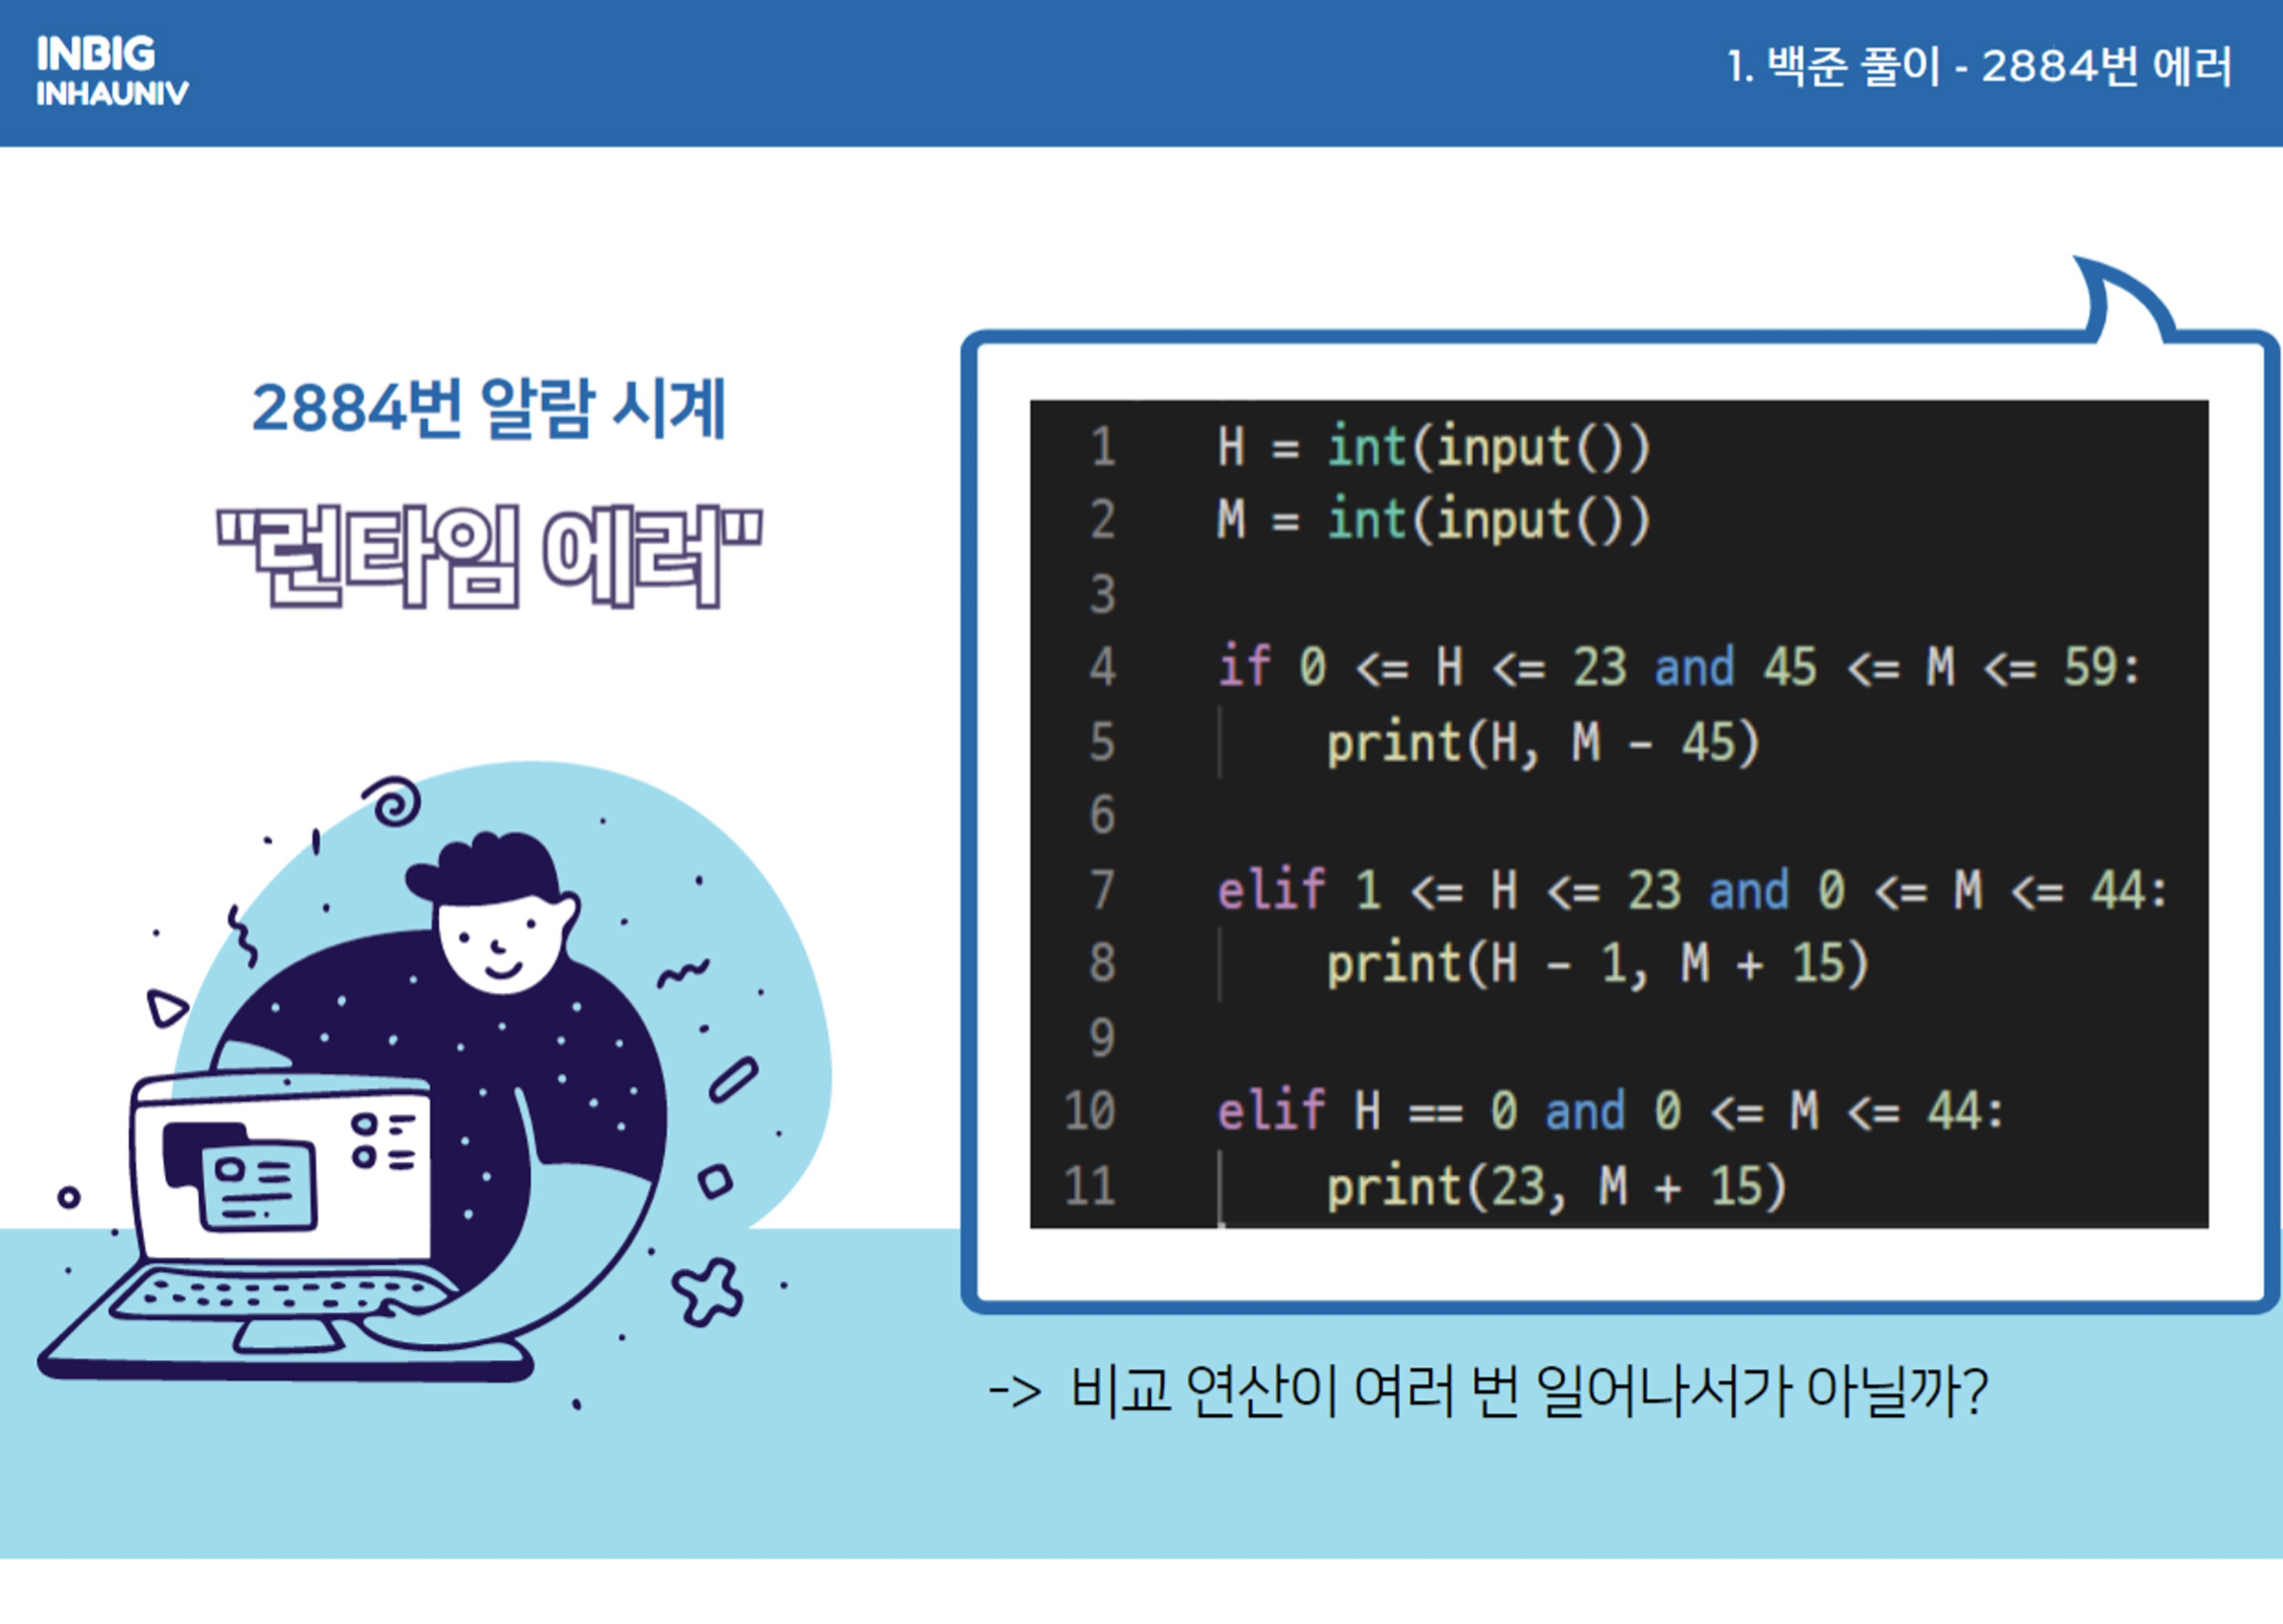 INBIG
INHAUNIV
1. 백준 풀이 - 2884번 에러
2884번 알람 시계
"런타임 에러"
1 H = int(input())
2 M = int(input())
3
4 if 0 <= H <= 23 and 45 <= M <= 59:
5     print(H, M - 45)
6
7 elif 1 <= H <= 23 and 0 <= M <= 44:
8     print(H - 1, M + 15)
9
10 elif H == 0 and 0 <= M <= 44:
11     print(23, M + 15)
-> 비교 연산이 여러 번 일어나서가 아닐까?